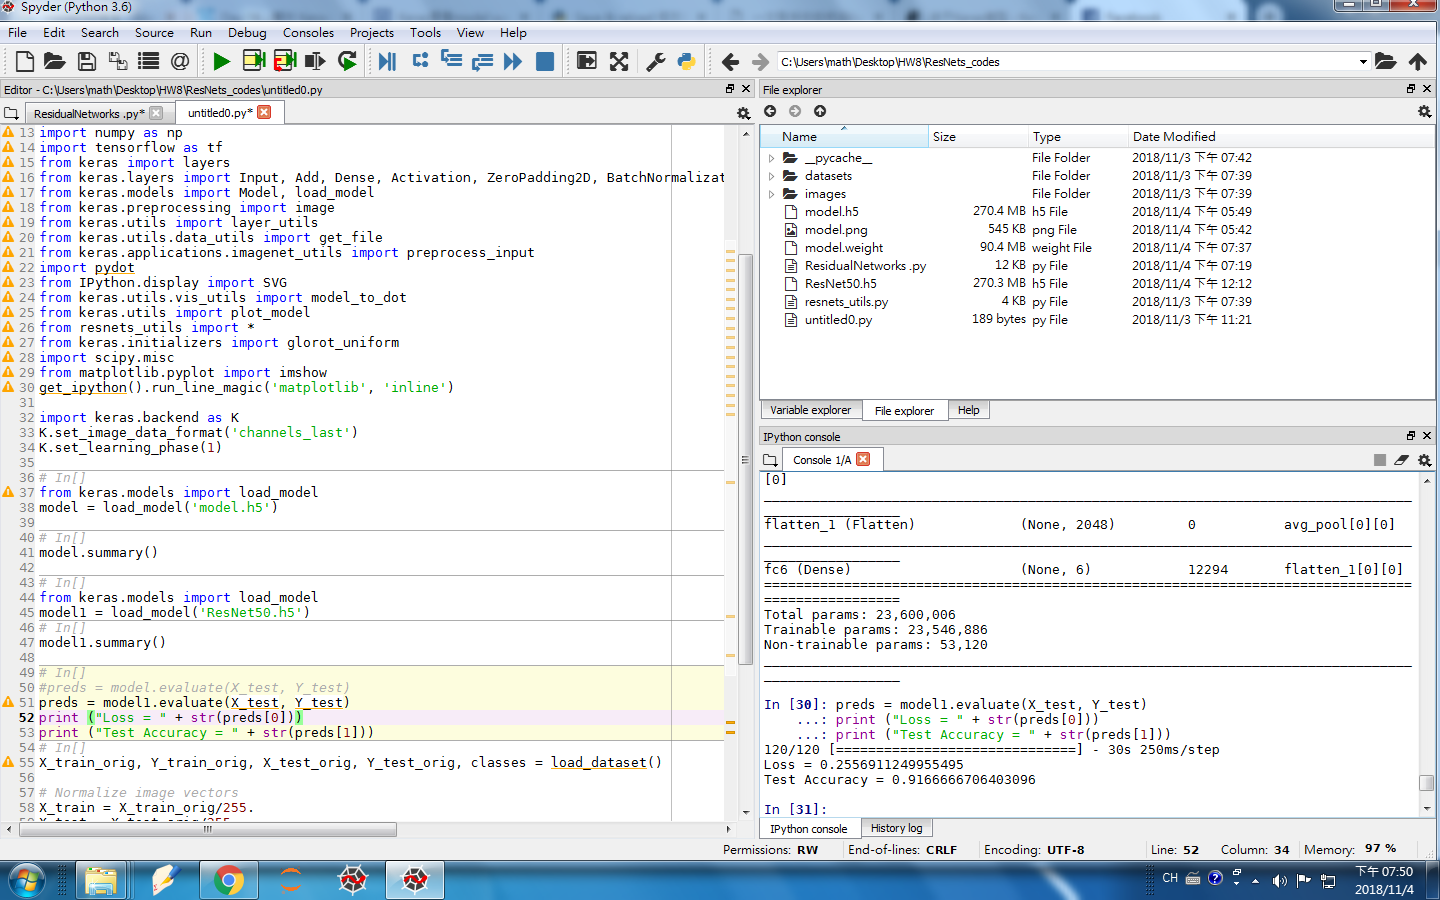 Spyder (Python 3.6)
File Edit Search Source Run Debug Consoles Projects Tools View Help
C:\Users\math\Desktop\HW8\ResNets_codes
Editor - C:\Users\math\Desktop\HW8\ResNets_codes\untitled0.py
ResidualNetworks .py* untitled0.py*
13 import numpy as np
14 import tensorflow as tf
15 from keras import layers
16 from keras.layers import Input, Add, Dense, Activation, ZeroPadding2D, BatchNormalizat
17 from keras.models import Model, load_model
18 from keras.preprocessing import image
19 from keras.utils import layer_utils
20 from keras.utils.data_utils import get_file
21 from keras.applications.imagenet_utils import preprocess_input
22 import pydot
23 from IPython.display import SVG
24 from keras.utils.vis_utils import model_to_dot
25 from keras.utils import plot_model
26 from resnets_utils import *
27 from keras.initializers import glorot_uniform
28 import scipy.misc
29 from matplotlib.pyplot import imshow
30 get_ipython().run_line_magic('matplotlib', 'inline')
31
32 import keras.backend as K
33 K.set_image_data_format('channels_last')
34 K.set_learning_phase(1)
35
36 # In[]
37 from keras.models import load_model
38 model = load_model('model.h5')
39
40 # In[]
41 model.summary()
42
43 # In[]
44 from keras.models import load_model
45 model1 = load_model('ResNet50.h5')
46 # In[]
47 model1.summary()
48
49 # In[]
50 #preds = model.evaluate(X_test, Y_test)
51 preds = model1.evaluate(X_test, Y_test)
52 print ("Loss = " + str(preds[0]))
53 print ("Test Accuracy = " + str(preds[1]))
54 # In[]
55 X_train_orig, Y_train_orig, X_test_orig, Y_test_orig, classes = load_dataset()
56
57 # Normalize image vectors
58 X_train = X_train_orig/255.
File explorer
Name Size Type Date Modified
__pycache__ File Folder 2018/11/3 下午 07:42
datasets File Folder 2018/11/3 下午 07:39
images File Folder 2018/11/3 下午 07:39
model.h5 270.4 MB h5 File 2018/11/4 下午 05:49
model.png 545 KB png File 2018/11/4 下午 05:42
model.weight 90.4 MB weight File 2018/11/4 下午 07:37
ResidualNetworks .py 12 KB py File 2018/11/4 下午 07:19
ResNet50.h5 270.3 MB h5 File 2018/11/4 下午 12:12
resnets_utils.py 4 KB py File 2018/11/3 下午 07:39
untitled0.py 189 bytes py File 2018/11/3 下午 11:21
Variable explorer File explorer Help
IPython console
Console 1/A
[0]
flatten_1 (Flatten) (None, 2048) 0 avg_pool[0][0]
fc6 (Dense) (None, 6) 12294 flatten_1[0][0]
Total params: 23,600,006
Trainable params: 23,546,886
Non-trainable params: 53,120
In [30]: preds = model1.evaluate(X_test, Y_test)
...: print ("Loss = " + str(preds[0]))
...: print ("Test Accuracy = " + str(preds[1]))
120/120 [==============================] - 30s 250ms/step
Loss = 0.2556911249955495
Test Accuracy = 0.9166666706403096
In [31]:
IPython console History log
Permissions: RW End-of-lines: CRLF Encoding: UTF-8 Line: 52 Column: 34 Memory: 97 %
CH
下午 07:50
2018/11/4